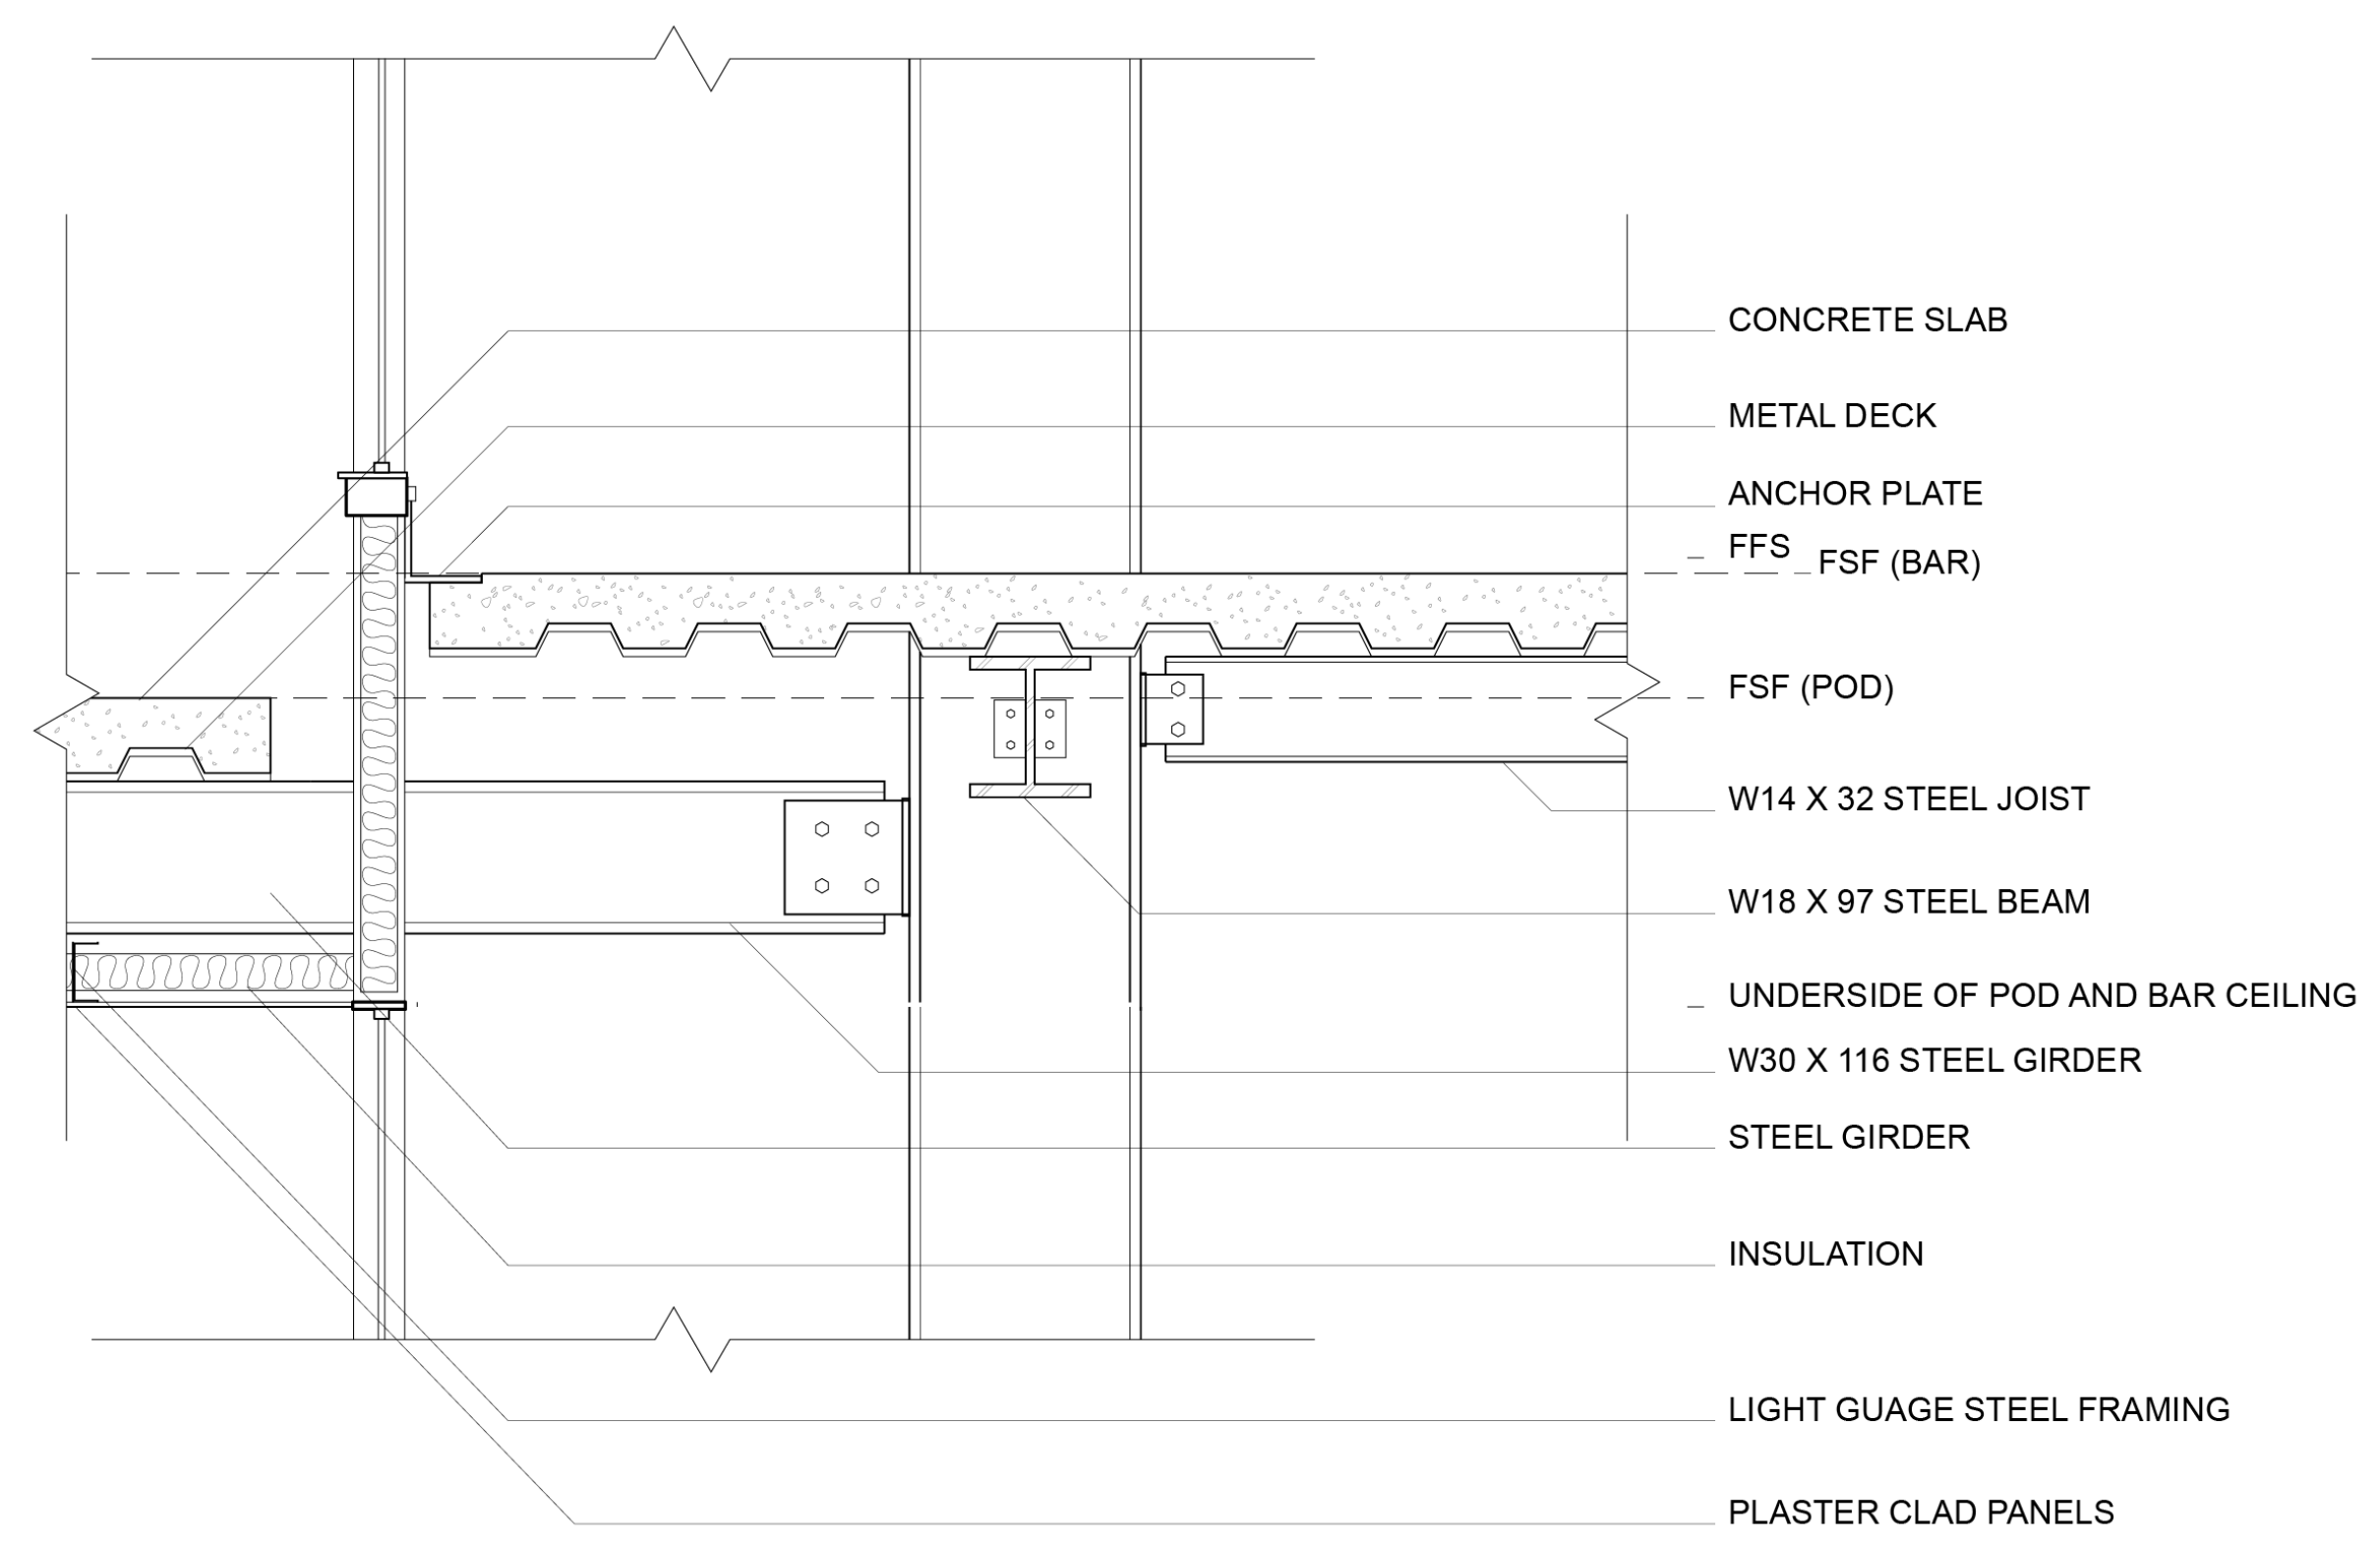 CONCRETE SLAB
METAL DECK
ANCHOR PLATE
FFS
FSF (BAR)
FSF (POD)
W14 X 32 STEEL JOIST
W18 X 97 STEEL BEAM
UNDERSIDE OF POD AND BAR CEILING
W30 X 116 STEEL GIRDER
STEEL GIRDER
INSULATION
LIGHT GUAGE STEEL FRAMING
PLASTER CLAD PANELS